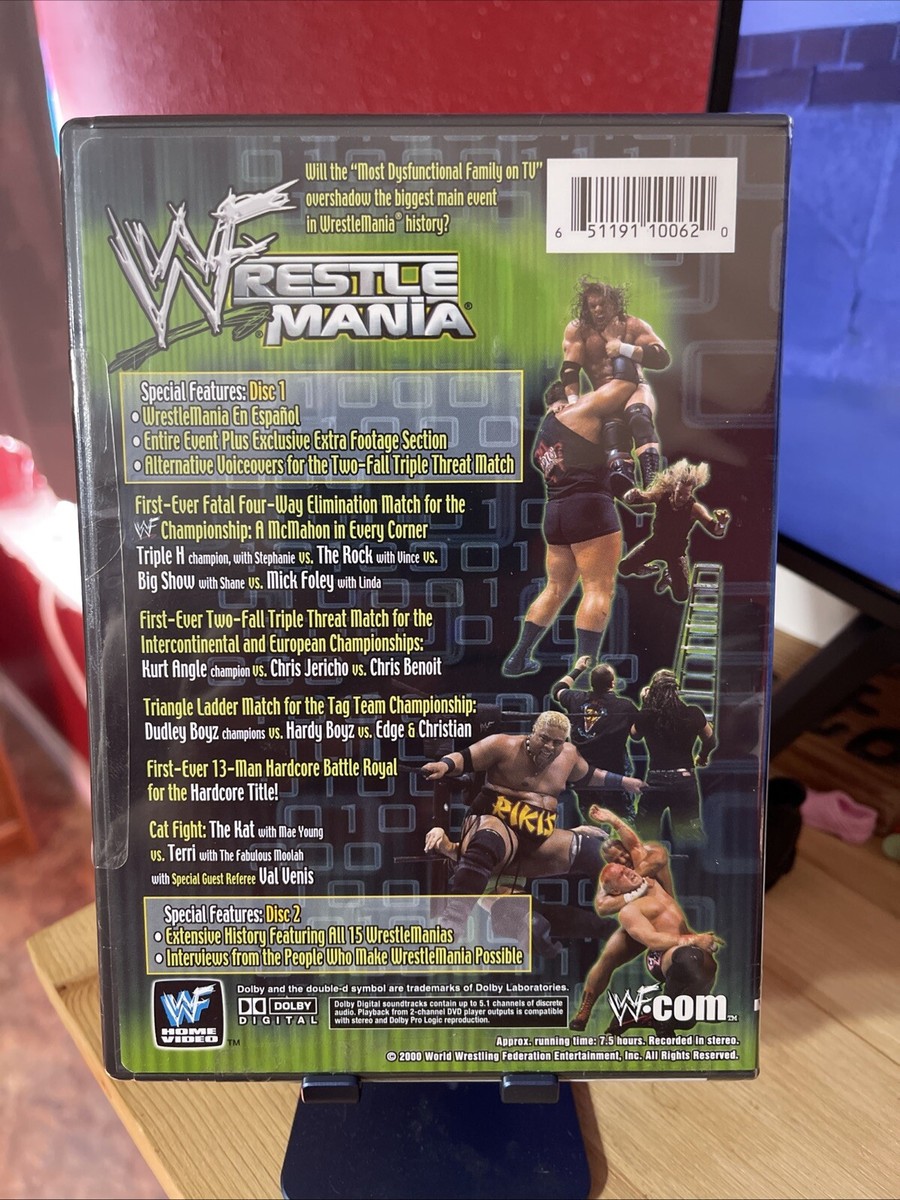 Will the “Most Dysfunctional Family on TV”
overshadow the biggest main event
in WrestleMania® history?
6 51191 10062 0
WRESTLE
MANIA®
Special Features: Disc 1
• WrestleMania En Español
• Entire Event Plus Exclusive Extra Footage Section
• Alternative Voiceovers for the Two-Fall Triple Threat Match
First-Ever Fatal Four-Way Elimination Match for the
WF Championship: A McMahon in Every Corner
Triple H champion, with Stephanie vs. The Rock with Vince vs.
Big Show with Shane vs. Mick Foley with Linda
First-Ever Two-Fall Triple Threat Match for the
Intercontinental and European Championships:
Kurt Angle champion vs. Chris Jericho vs. Chris Benoit
Triangle Ladder Match for the Tag Team Championship:
Dudley Boyz champions vs. Hardy Boyz vs. Edge & Christian
First-Ever 13-Man Hardcore Battle Royal
for the Hardcore Title!
Cat Fight: The Kat with Mae Young
vs. Terri with The Fabulous Moolah
with Special Guest Referee Val Venis
RIKIS
Special Features: Disc 2
• Extensive History Featuring All 15 WrestleManias
• Interviews from the People Who Make WrestleMania Possible
WF
HOME
VIDEO™
Dolby and the double-d symbol are trademarks of Dolby Laboratories.
DOLBY
DIGITAL
Dolby Digital soundtracks contain up to 5.1 channels of discrete
audio. Playback from 2-channel DVD player outputs is compatible
with stereo and Dolby Pro Logic reproduction.
WF.com™
Approx. running time: 7.5 hours. Recorded in stereo.
© 2000 World Wrestling Federation Entertainment, Inc. All Rights Reserved.